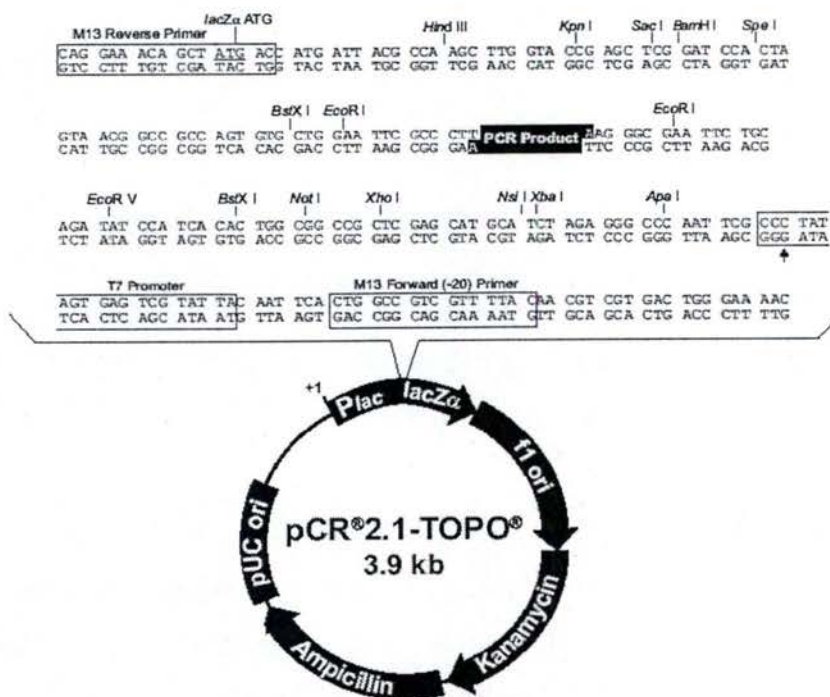 lacZα ATG
M13 Reverse Primer
Hind III Kpn I Sac I BamH I Spe I
CAG GAA ACA GCT ATG ACC ATG ATT ACG CCA AGC TTG GTA CCG AGC TCG GAT CCA CTA
GTC CTT TGT CGA TAC TGG TAC TAA TGC GGT TCG AAC CAT GGC TCG AGC CTA GGT GAT
BstX I EcoR I EcoR I
GTA ACG GCC GCC AGT GTG CTG GAA TTC GCC CTT PCR Product AAG GGC GAA TTC TGC
CAT TGC CGG CGG TCA CAC GAC CTT AAG CGG GAA TTC CCG CTT AAG ACG
EcoR V BstX I Not I Xho I Nsi I Xba I Apa I
AGA TAT CCA TCA CAC TGG CGG CCG CTC GAG CAT GCA TCT AGA GGG CCC AAT TCG CCC TAT
TCT ATA GGT AGT GTG ACC GCC GGC GAG CTC GTA CGT AGA TCT CCC GGG TTA AGC GGG ATA
T7 Promoter M13 Forward (-20) Primer
AGT GAG TCG TAT TAC AAT TCA CTG GCC GTC GTT TTA CAA CGT CGT GAC TGG GAA AAC
TCA CTC AGC ATA ATG TTA AGT GAC CGG CAG CAA AAT GTT GCA GCA CTG ACC CTT TTG
+1
Plac lacZα
f1 ori
pUC ori
pCR®2.1-TOPO®
3.9 kb
Ampicillin
Kanamycin